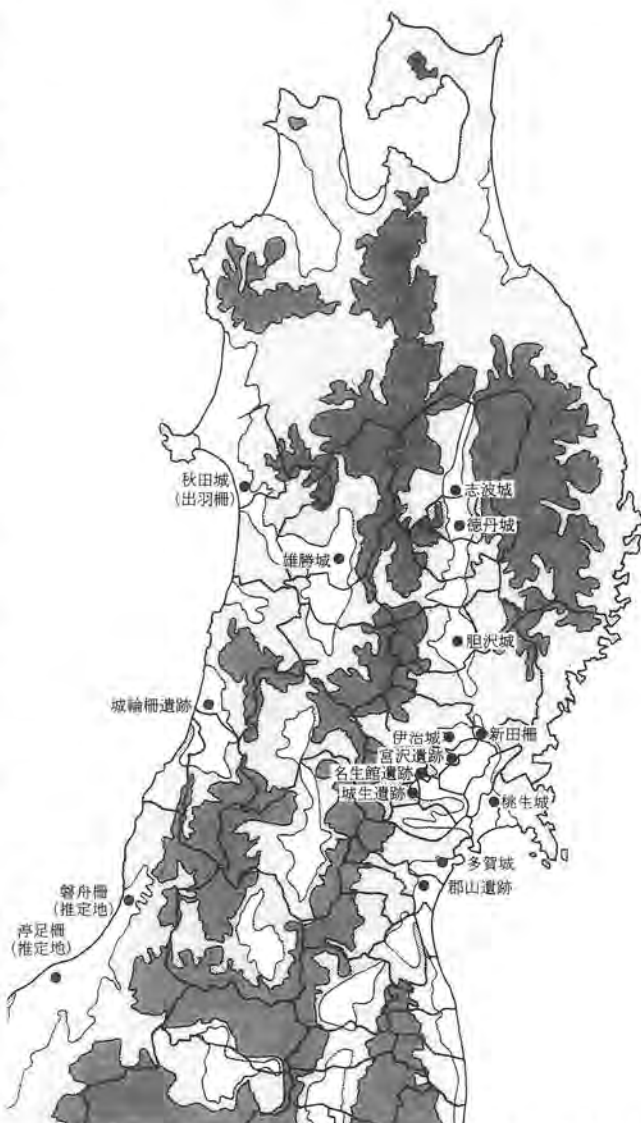 秋田城
(出羽柵)
志波城
徳丹城
雄勝城
胆沢城
城輪柵遺跡
伊治城
新田柵
宮沢遺跡
名生館遺跡
城生遺跡
桃生城
多賀城
郡山遺跡
磐舟柵
(推定地)
渟足柵
(推定地)